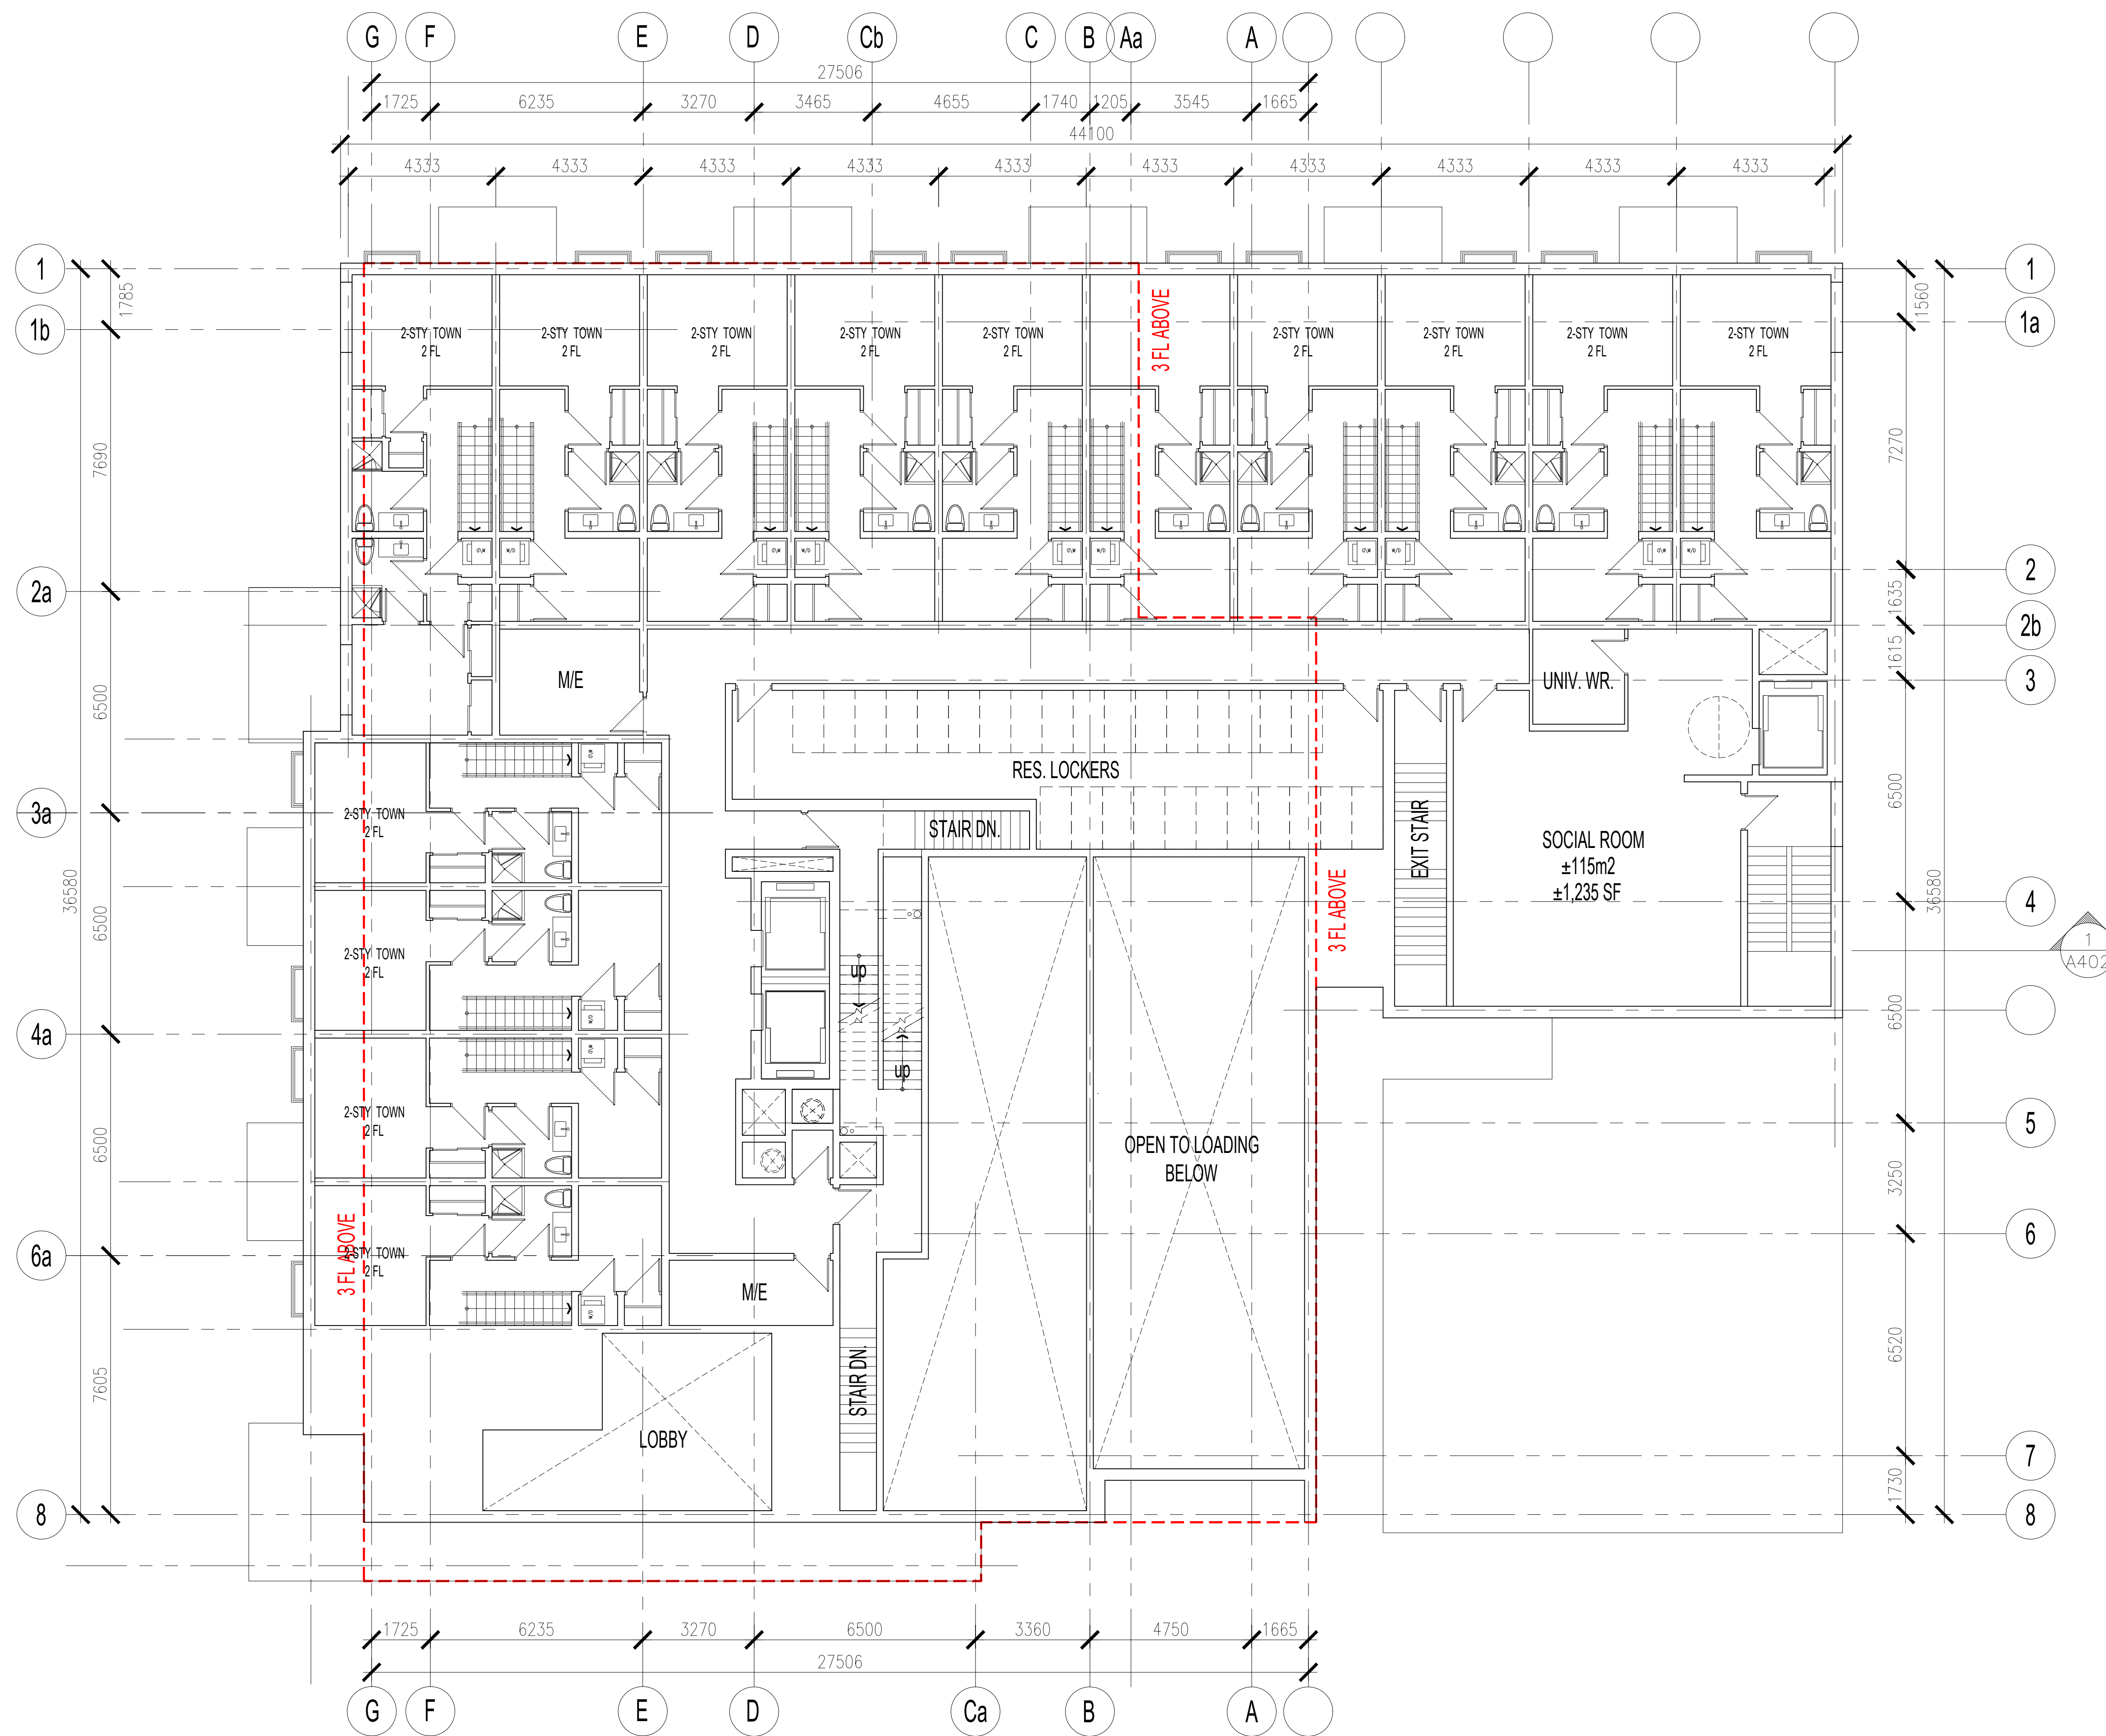 G F E D Cb C B Aa A
27506
1725 6235 3270 3465 4655 1740 1205 3545 1665
44100
4333 4333 4333 4333 4333 4333 4333 4333 4333 4333
1 1
1785 1560
1b 1a
3 FL ABOVE
2-STY TOWN 2-STY TOWN 2-STY TOWN 2-STY TOWN 2-STY TOWN 2-STY TOWN 2-STY TOWN 2-STY TOWN 2-STY TOWN
2 FL 2 FL 2 FL 2 FL 2 FL 2 FL 2 FL 2 FL 2 FL
7690 7270
W/D W/D W/D W/D W/D W/D W/D W/D W/D W/D
2a 2
1635
2b
1615
M/E UNIV. WR. 3
6500
W/D
RES. LOCKERS
6500
3a
2-STY TOWN
2 FL
STAIR DN.
EXIT STAIR
SOCIAL ROOM
±115m2
±1,235 SF
36580 36580
3 FL ABOVE
4
6500
2-STY TOWN
2 FL
up
1
A402
W/D
6500
4a
W/D
up
2-STY TOWN
2 FL
5
6500
OPEN TO LOADING
BELOW
3250
6
6a
3 FL ABOVE
2-STY TOWN
2 FL
M/E
W/D
6520
7605
STAIR DN.
LOBBY
7
1730
8 8
1725 6235 3270 6500 3360 4750 1665
27506
G F E D Ca B A